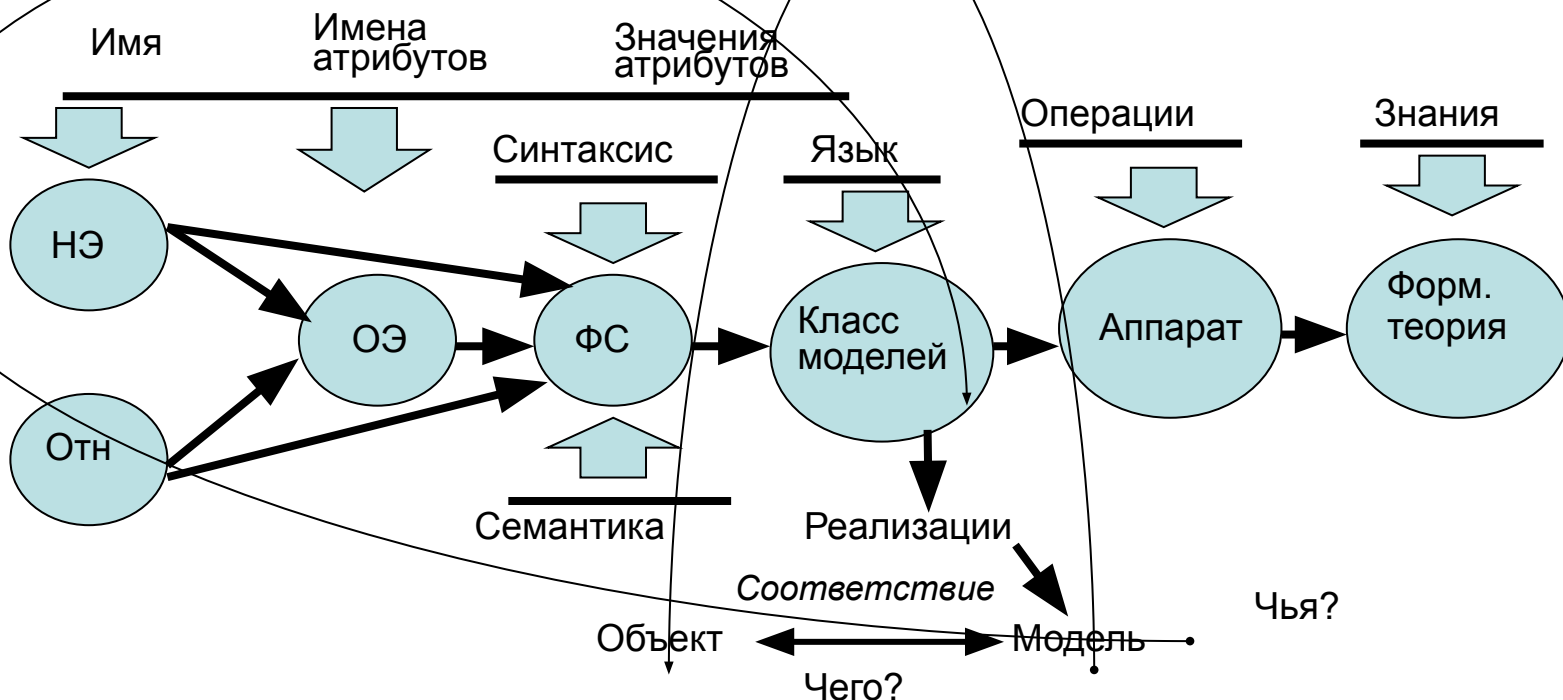 Имя
Имена
атрибутов
Значения
атрибутов
Операции
Знания
Синтаксис
Язык
НЭ
ОЭ
ФС
Класс
моделей
Аппарат
Форм.
теория
Отн
Семантика
Реализации
Соответствие
Чья?
Объект
Модель
Чего?